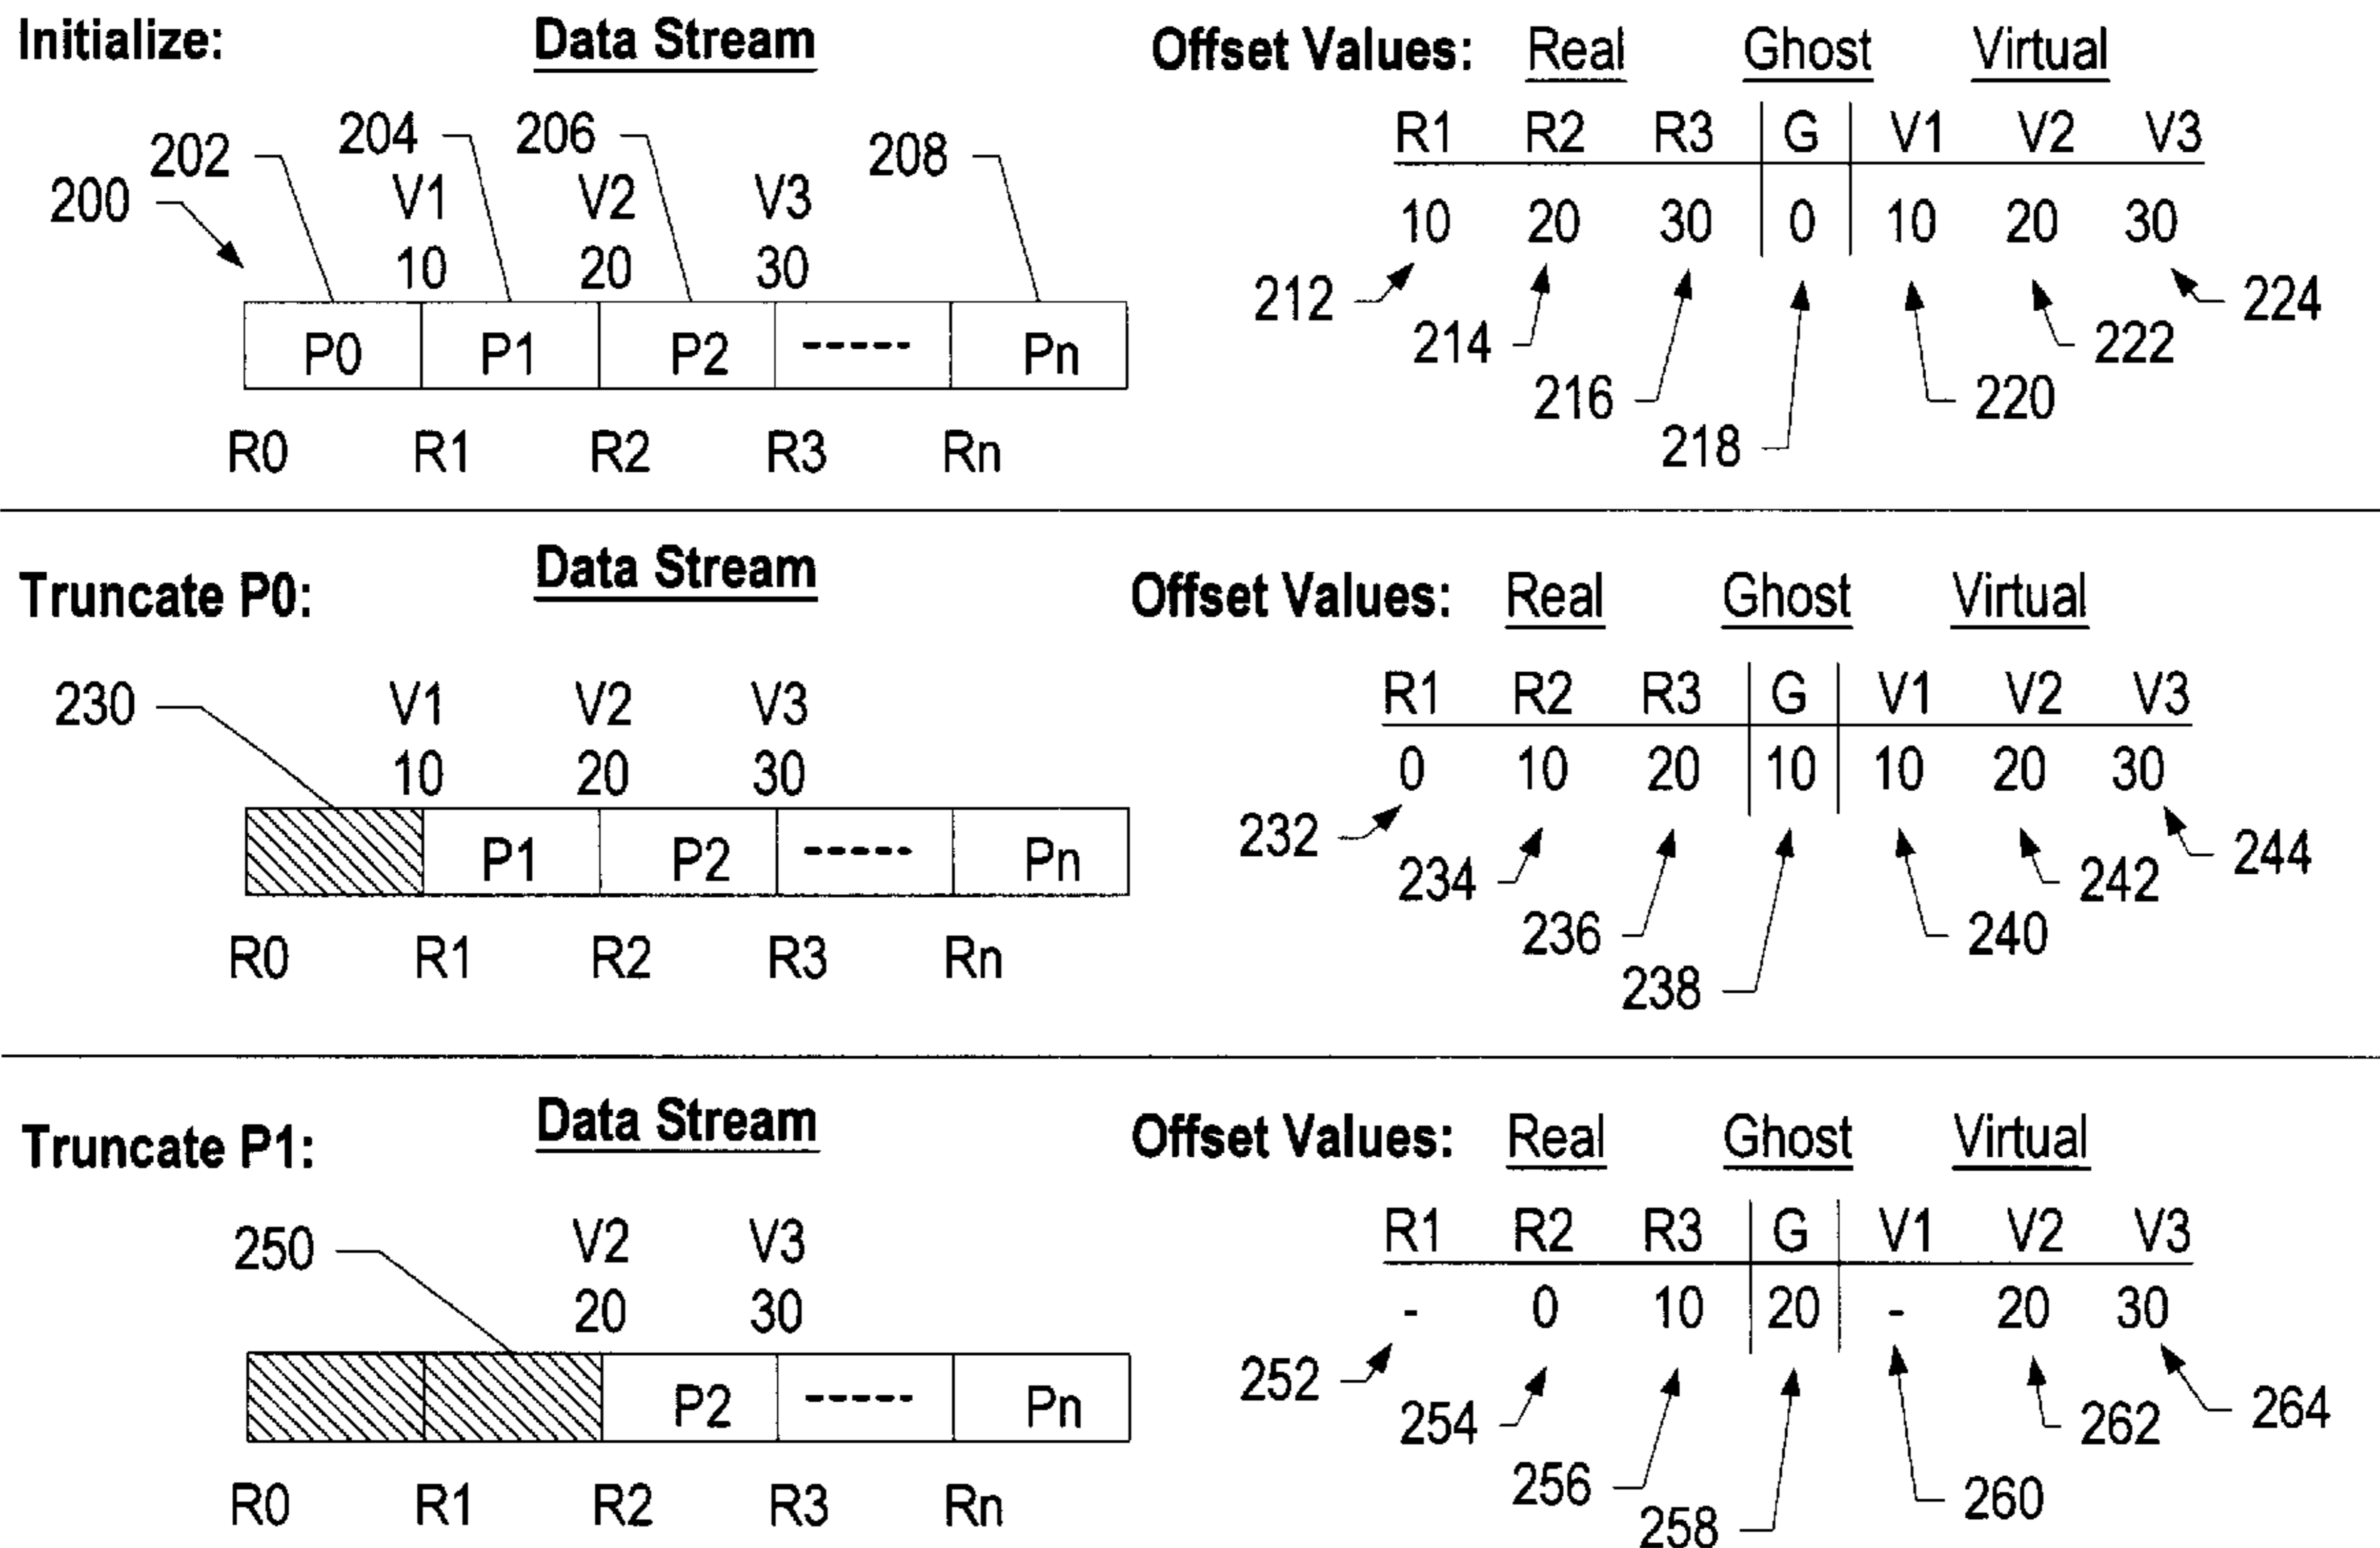 Initialize: Data Stream Offset Values: Real Ghost Virtual
202 204 206 208 R1 R2 R3 G V1 V2 V3
200 V1 V2 V3 10 20 30 0 10 20 30
10 20 30 212 214 216 218 220 222 224
P0 P1 P2 ----- Pn
R0 R1 R2 R3 Rn
Truncate P0: Data Stream Offset Values: Real Ghost Virtual
230 V1 V2 V3 R1 R2 R3 G V1 V2 V3
10 20 30 0 10 20 10 10 20 30
P1 P2 ----- Pn 232 234 236 238 240 242 244
R0 R1 R2 R3 Rn
Truncate P1: Data Stream Offset Values: Real Ghost Virtual
250 V2 V3 R1 R2 R3 G V1 V2 V3
20 30 - 0 10 20 - 20 30
P2 ----- Pn 252 254 256 258 260 262 264
R0 R1 R2 R3 Rn